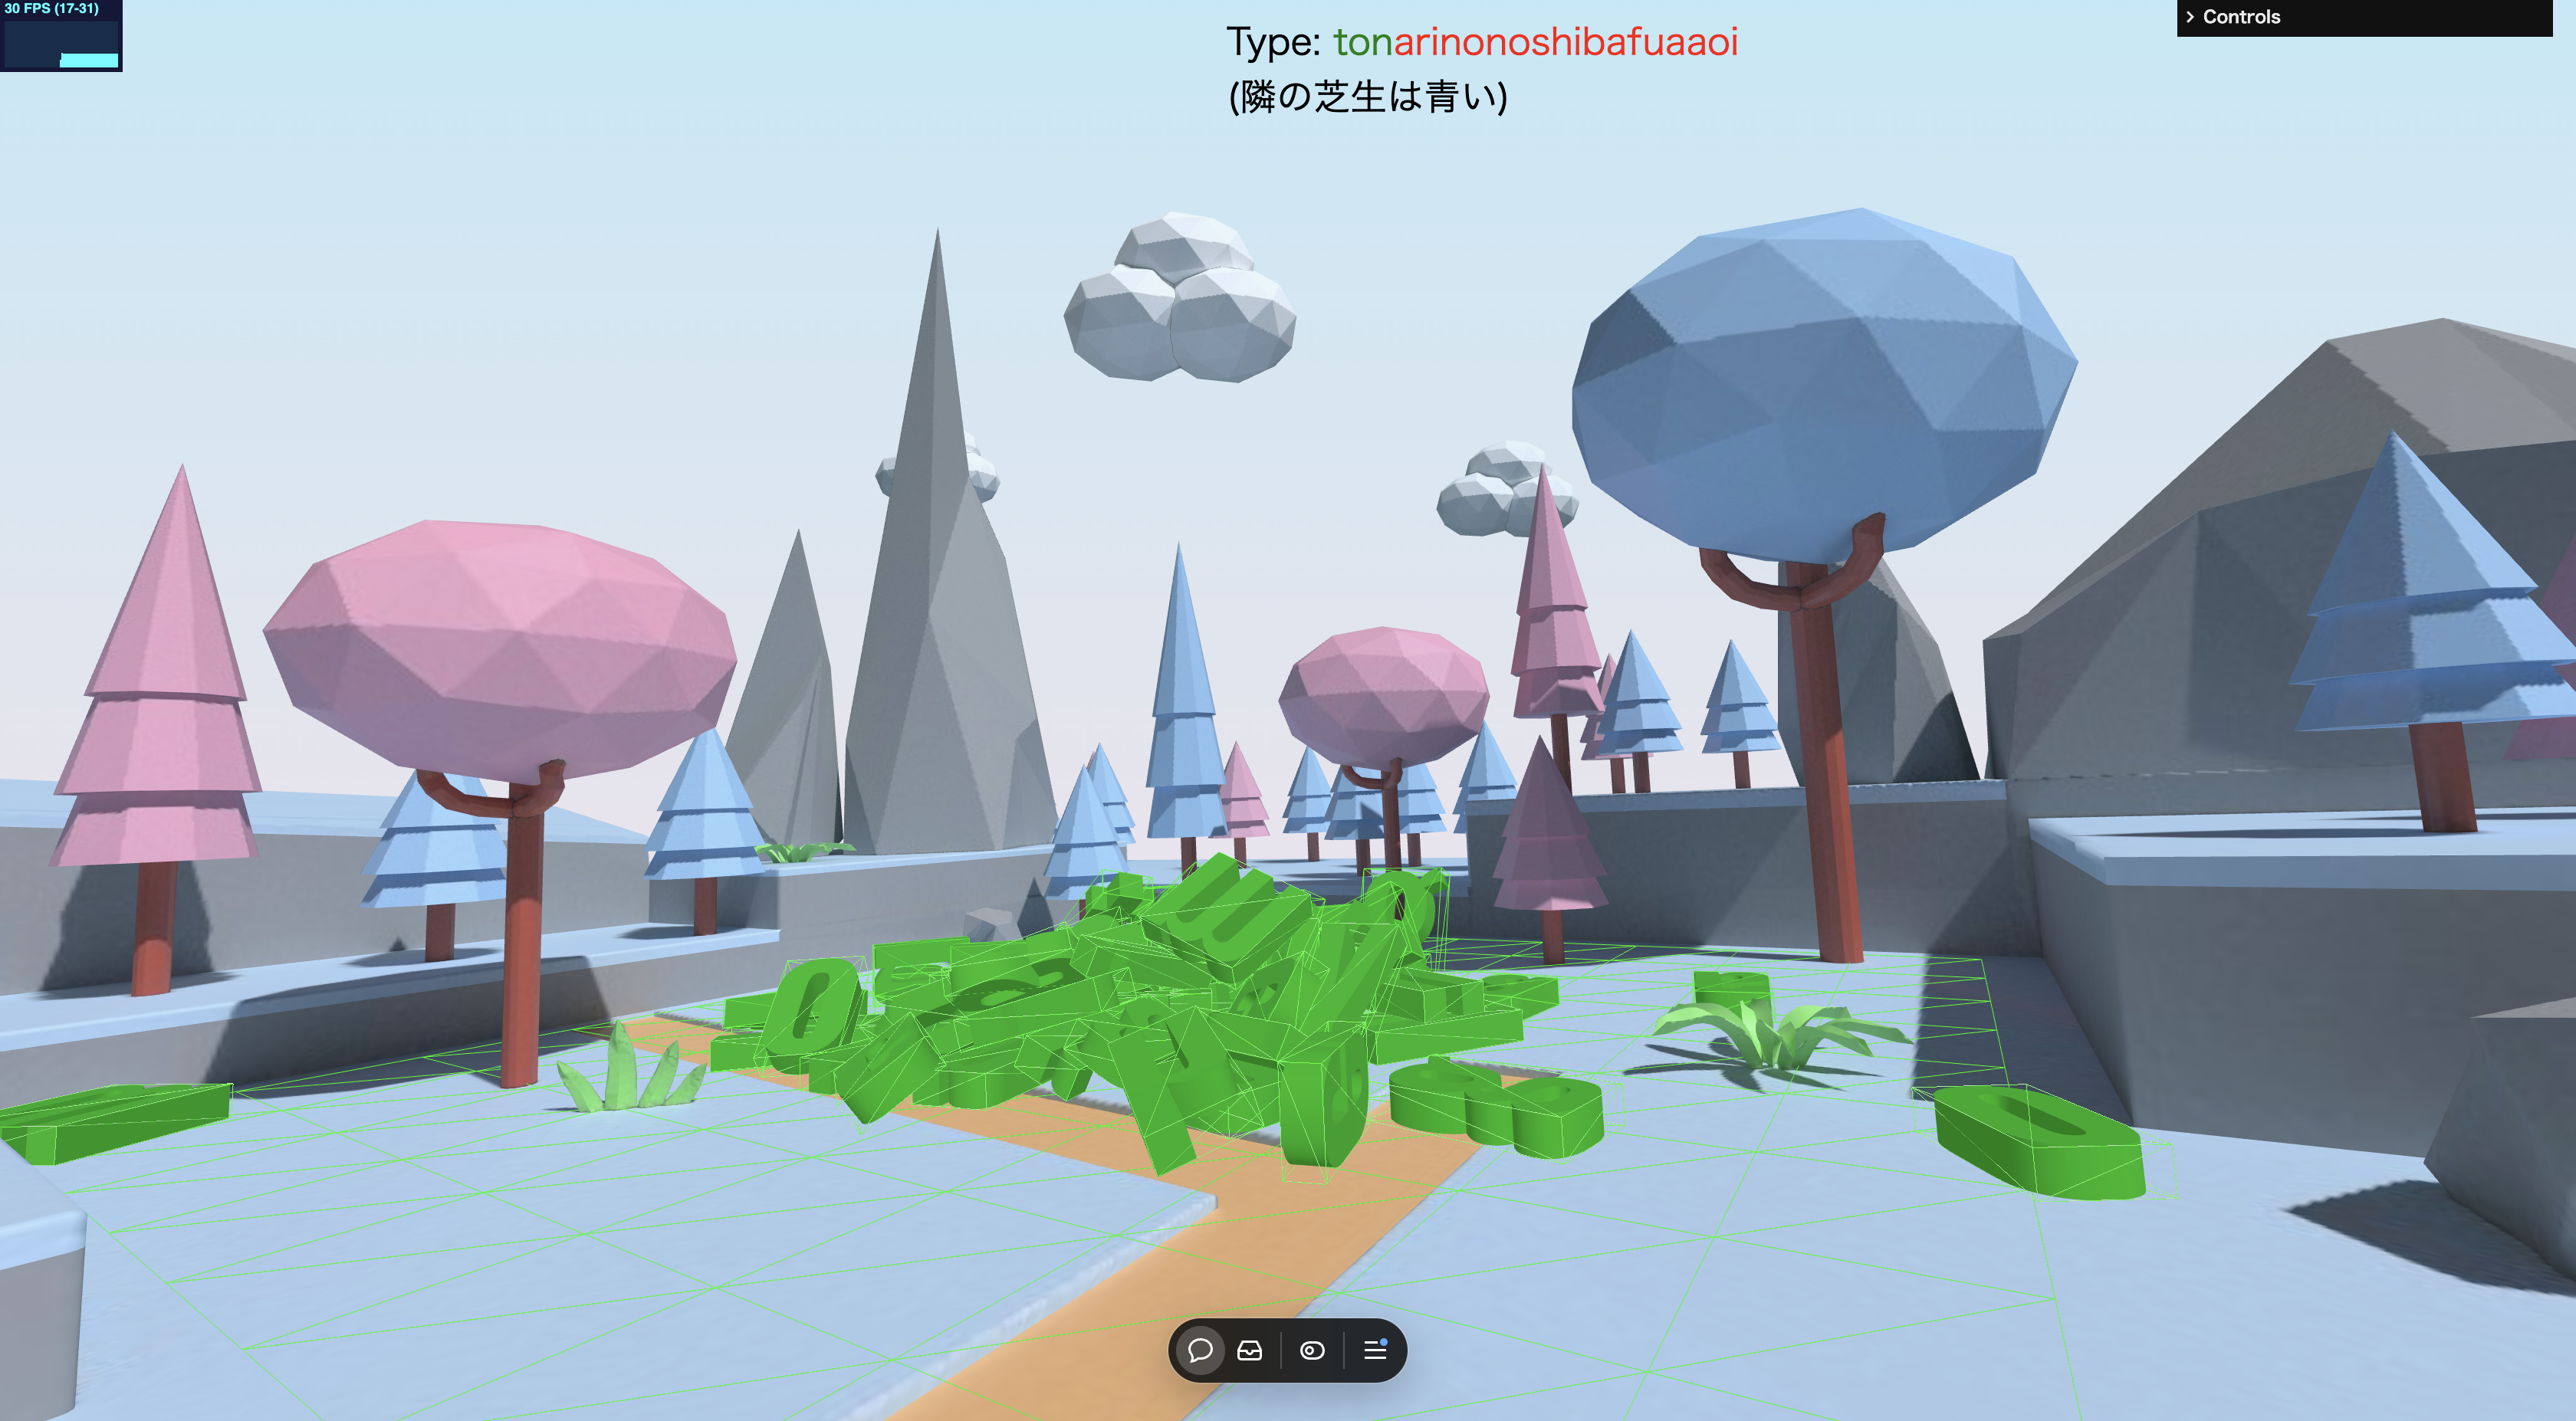 30 FPS (17-31)
Controls
Type: tonarinonoshibafuaaoi
(隣の芝生は青い)